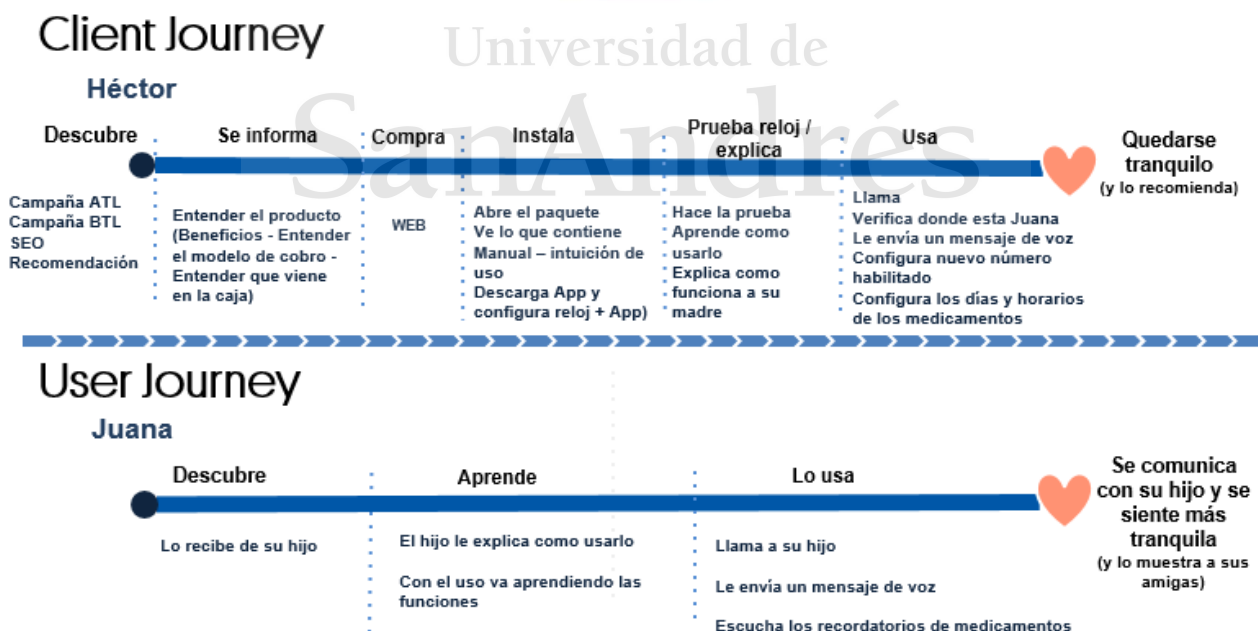 Universidad de
SanAndrés
Client Journey
Héctor
Descubre
Se informa
Compra
Instala
Prueba reloj /
explica
Usa
Quedarse
tranquilo
(y lo recomienda)
Campaña ATL
Campaña BTL
SEO
Recomendación
Entender el producto
(Beneficios - Entender
el modelo de cobro -
Entender que viene
en la caja)
WEB
Abre el paquete
Ve lo que contiene
Manual – intuición de
uso
Descarga App y
configura reloj + App)
Hace la prueba
Aprende como
usarlo
Explica como
funciona a su
madre
Llama
Verifica donde esta Juana
Le envía un mensaje de voz
Configura nuevo número
habilitado
Configura los días y horarios
de los medicamentos
User Journey
Juana
Descubre
Aprende
Lo usa
Se comunica
con su hijo y se
siente más
tranquila
(y lo muestra a sus
amigas)
Lo recibe de su hijo
El hijo le explica como usarlo
Con el uso va aprendiendo las
funciones
Llama a su hijo
Le envía un mensaje de voz
Escucha los recordatorios de medicamentos